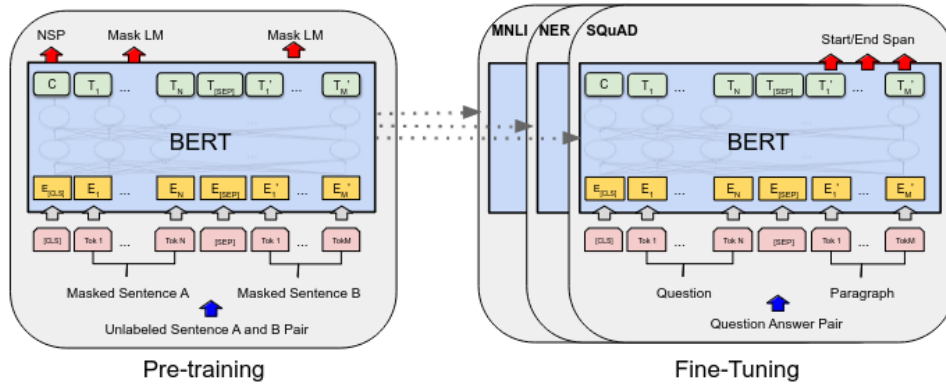 NSP Mask LM Mask LM
C T1 ... TN T[SEP] T1' ... TM'
BERT
E[CLS] E1 ... EN E[SEP] E1' ... EM'
[CLS] Tok 1 ... Tok N [SEP] Tok 1 ... TokM
Masked Sentence A Masked Sentence B
Unlabeled Sentence A and B Pair
Pre-training
MNLI NER SQuAD
Start/End Span
C T1 ... TN T[SEP] T1' ... TM'
BERT
E[CLS] E1 ... EN E[SEP] E1' ... EM'
[CLS] Tok 1 ... Tok N [SEP] Tok 1 ... TokM
Question Paragraph
Question Answer Pair
Fine-Tuning